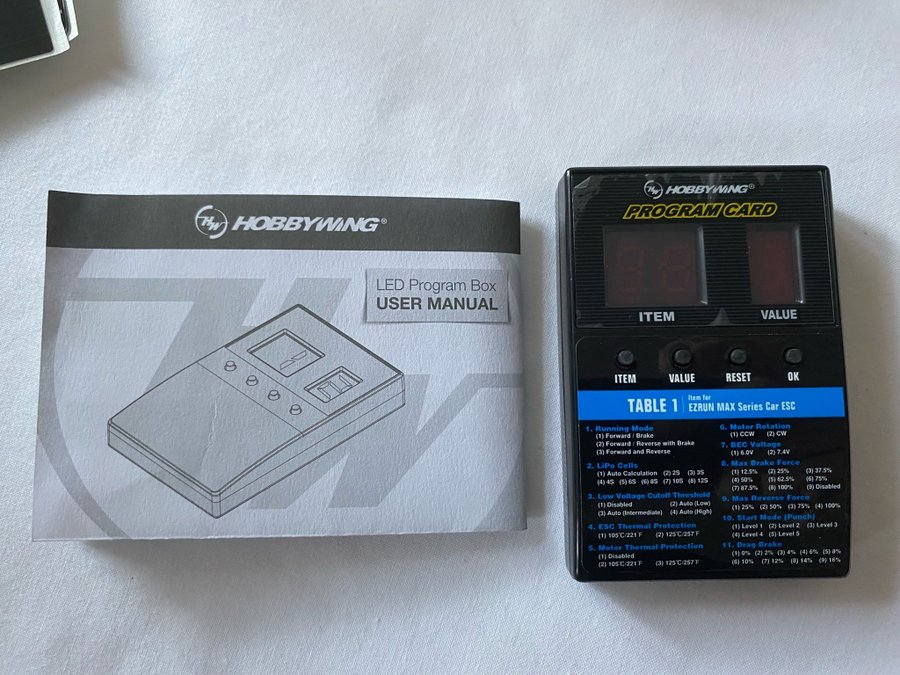 HOBBYWING®
LED Program Box
USER MANUAL
HOBBYWING®
PROGRAM CARD
ITEM VALUE
ITEM VALUE RESET OK
TABLE 1 Item for
EZRUN MAX Series Car ESC
1. Running Mode
(1) Forward / Brake
(2) Forward / Reverse with Brake
(3) Forward and Reverse
2. LiPo Cells
(1) Auto Calculation (2) 2S (3) 3S
(4) 4S (5) 6S (6) 8S (7) 10S (8) 12S
3. Low Voltage Cutoff Threshold
(1) Disabled (2) Auto (Low)
(3) Auto (Intermediate) (4) Auto (High)
4. ESC Thermal Protection
(1) 105℃/221℉ (2) 125℃/257℉
5. Motor Thermal Protection
(1) Disabled
(2) 105℃/221℉ (3) 125℃/257℉
6. Motor Rotation
(1) CCW (2) CW
7. BEC Voltage
(1) 6.0V (2) 7.4V
8. Max Brake Force
(1) 12.5% (2) 25% (3) 37.5%
(4) 50% (5) 62.5% (6) 75%
(7) 87.5% (8) 100% (9) Disabled
9. Max Reverse Force
(1) 25% (2) 50% (3) 75% (4) 100%
10. Start Mode (Punch)
(1) Level 1 (2) Level 2 (3) Level 3
(4) Level 4 (5) Level 5
11. Drag Brake
(1) 0% (2) 2% (3) 4% (4) 6% (5) 8%
(6) 10% (7) 12% (8) 14% (9) 16%